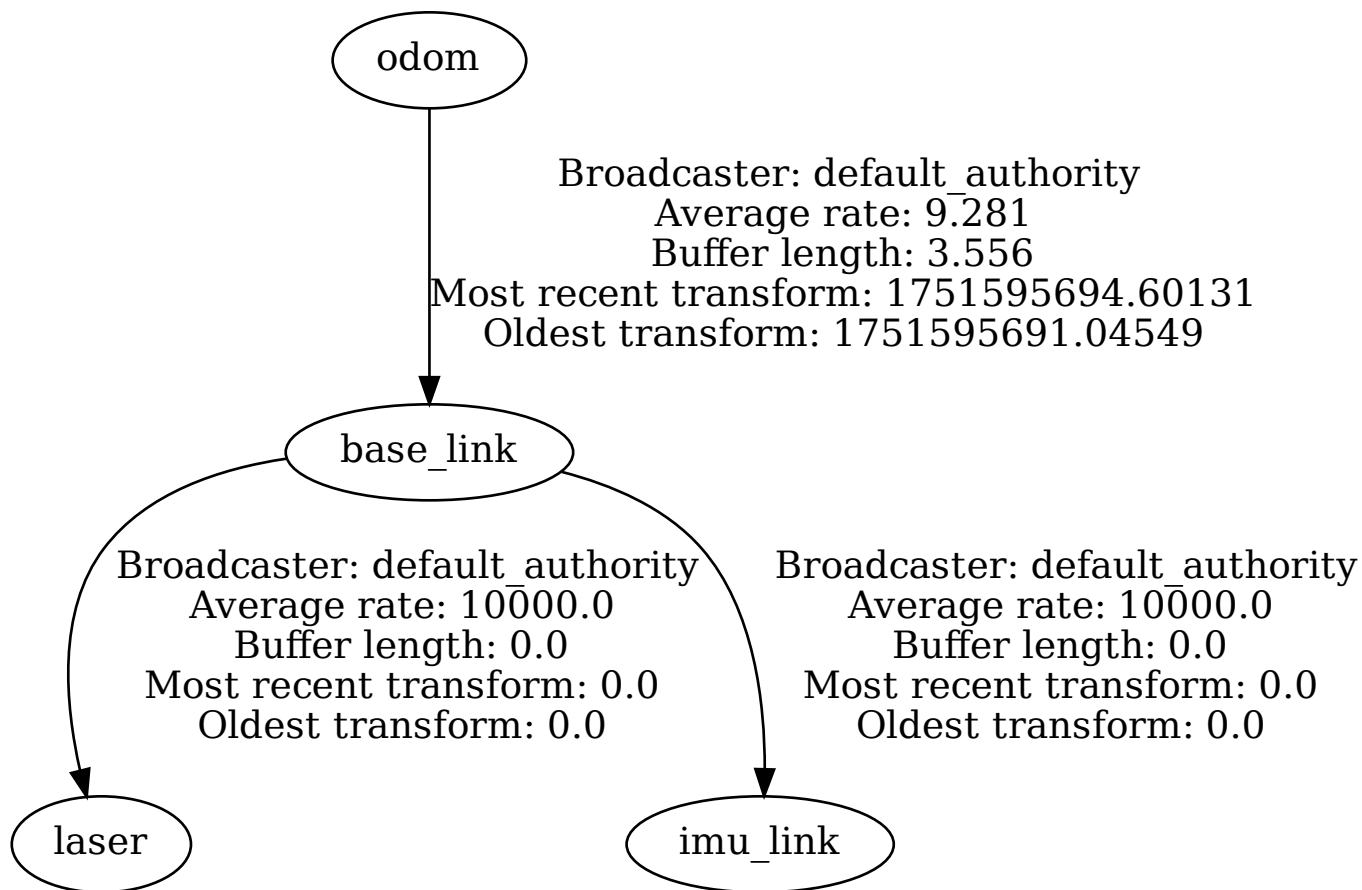 odom
Broadcaster: default_authority
Average rate: 9.281
Buffer length: 3.556
Most recent transform: 1751595694.60131
Oldest transform: 1751595691.04549
base_link
Broadcaster: default_authority
Average rate: 10000.0
Buffer length: 0.0
Most recent transform: 0.0
Oldest transform: 0.0
Broadcaster: default_authority
Average rate: 10000.0
Buffer length: 0.0
Most recent transform: 0.0
Oldest transform: 0.0
laser
imu_link